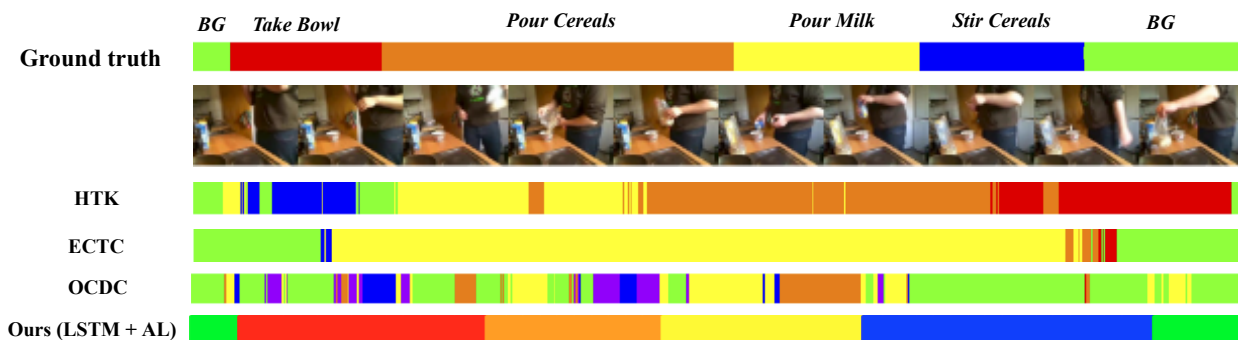 BG Take Bowl Pour Cereals Pour Milk Stir Cereals BG
Ground truth
HTK
ECTC
OCDC
Ours (LSTM + AL)